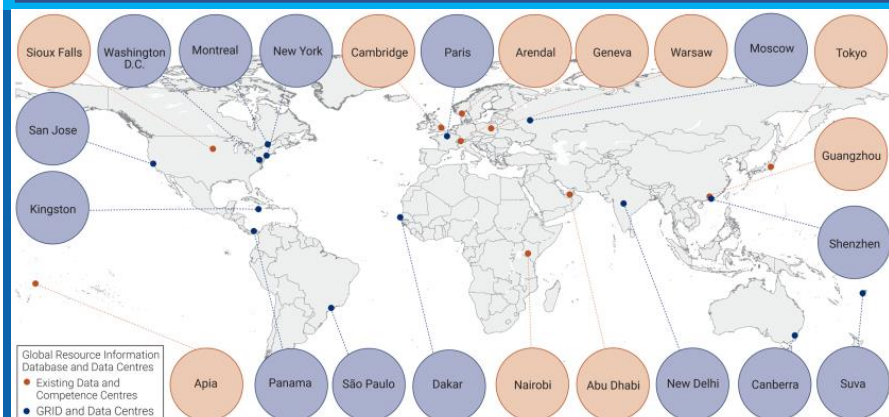 Sioux Falls
Washington
D.C.
Montreal
New York
Cambridge
Paris
Arendal
Geneva
Warsaw
Moscow
Tokyo
San Jose
Guangzhou
Kingston
Shenzhen
Global Resource Information
Database and Data Centres
Existing Data and
Competence Centres
GRID and Data Centres
Apia
Panama
São Paulo
Dakar
Nairobi
Abu Dhabi
New Delhi
Canberra
Suva